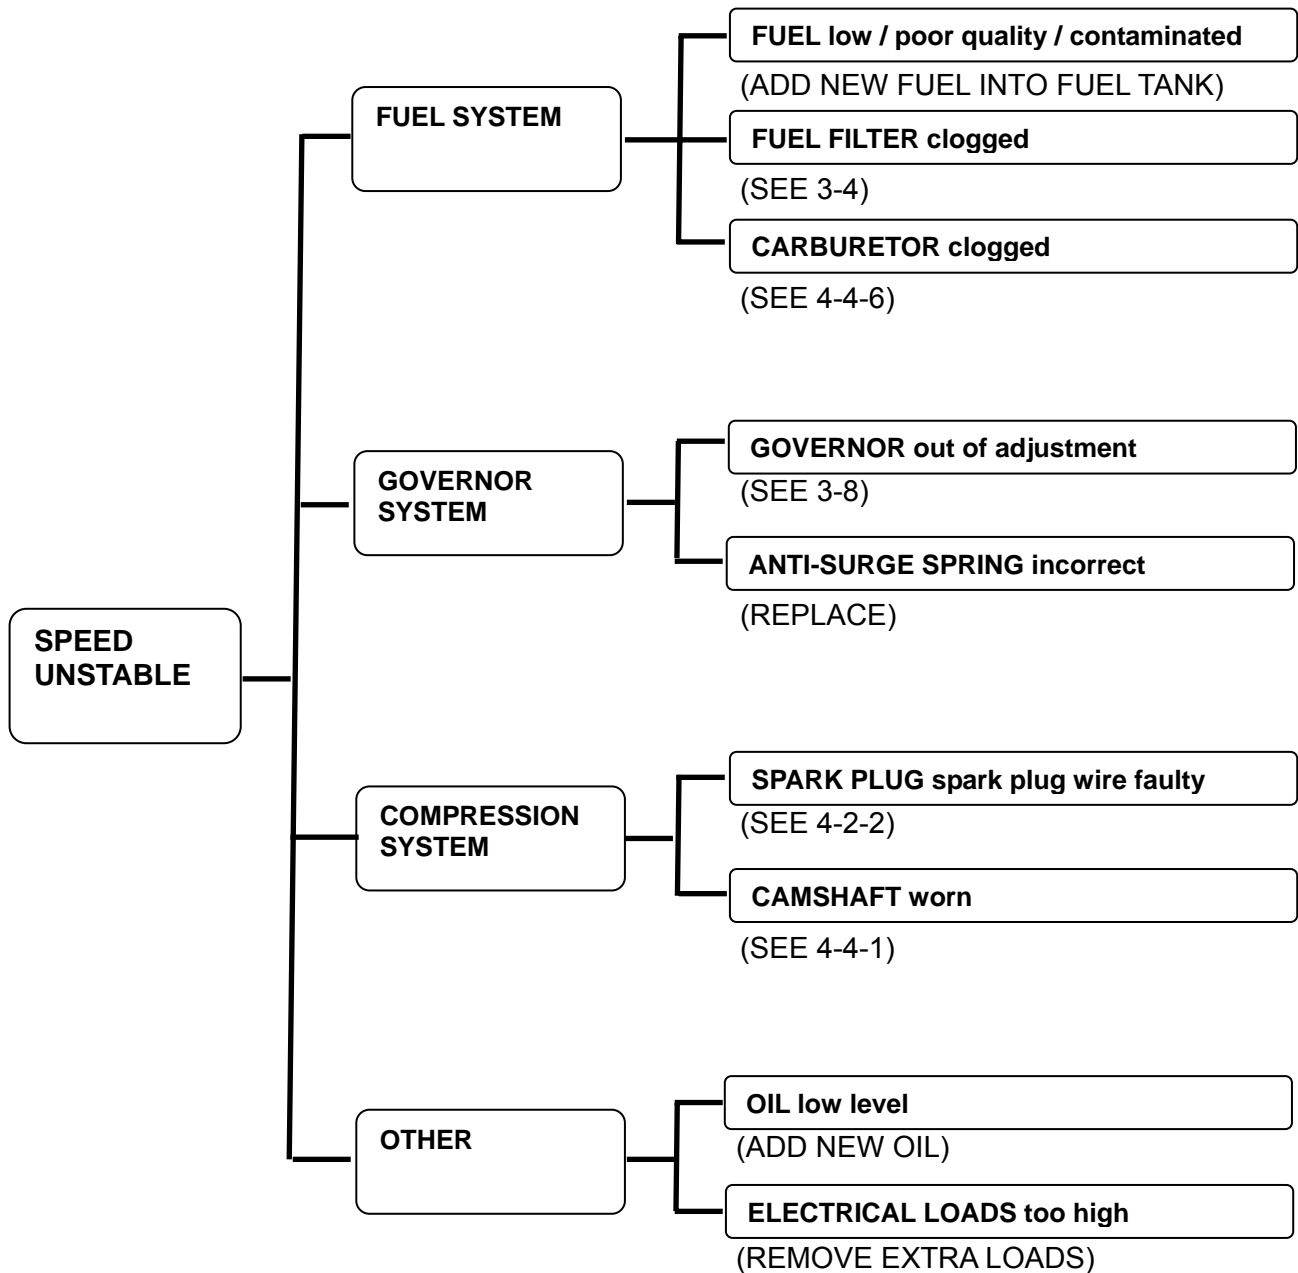 FUEL low / poor quality / contaminated
(ADD NEW FUEL INTO FUEL TANK)
FUEL SYSTEM
FUEL FILTER clogged
(SEE 3-4)
CARBURETOR clogged
(SEE 4-4-6)
GOVERNOR out of adjustment
(SEE 3-8)
GOVERNOR
SYSTEM
ANTI-SURGE SPRING incorrect
(REPLACE)
SPEED
UNSTABLE
SPARK PLUG spark plug wire faulty
(SEE 4-2-2)
COMPRESSION
SYSTEM
CAMSHAFT worn
(SEE 4-4-1)
OIL low level
(ADD NEW OIL)
OTHER
ELECTRICAL LOADS too high
(REMOVE EXTRA LOADS)